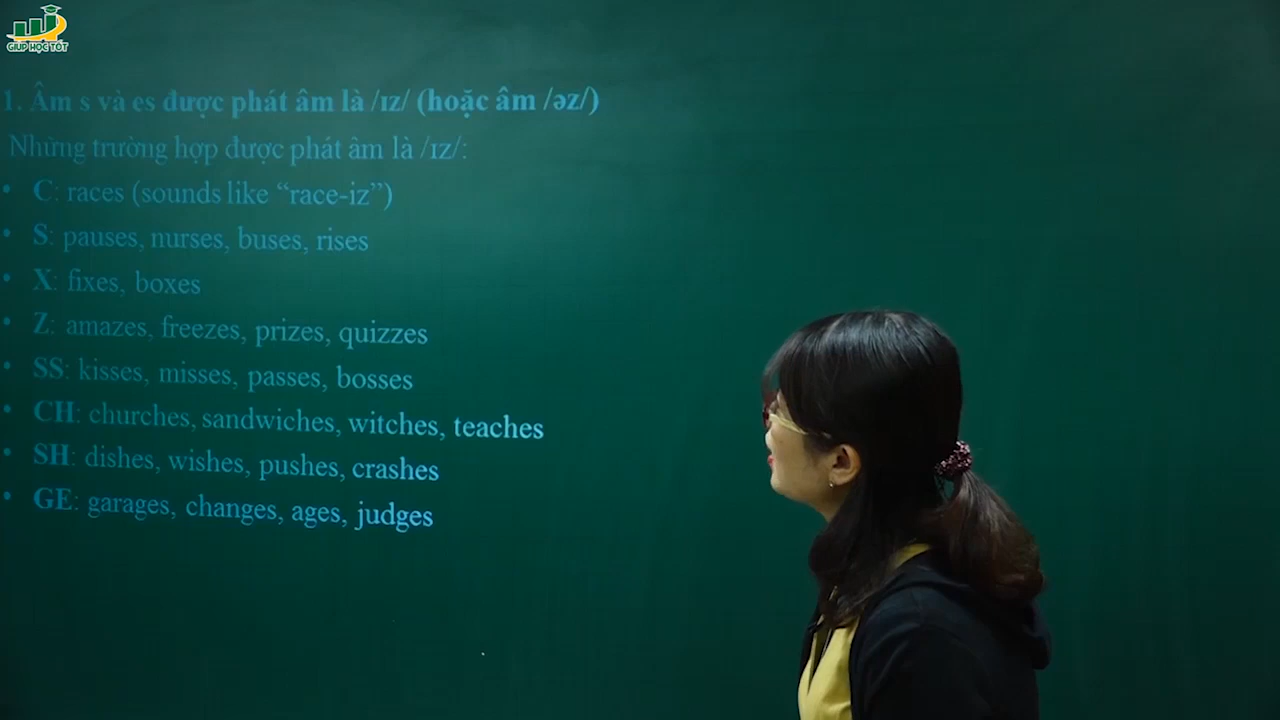 GIÚP HỌC TỐT
1. Âm s và es được phát âm là /ɪz/ (hoặc âm /əz/)
Những trường hợp được phát âm là /ɪz/:
• C: races (sounds like “race-iz”)
• S: pauses, nurses, buses, rises
• X: fixes, boxes
• Z: amazes, freezes, prizes, quizzes
• SS: kisses, misses, passes, bosses
• CH: churches, sandwiches, witches, teaches
• SH: dishes, wishes, pushes, crashes
• GE: garages, changes, ages, judges